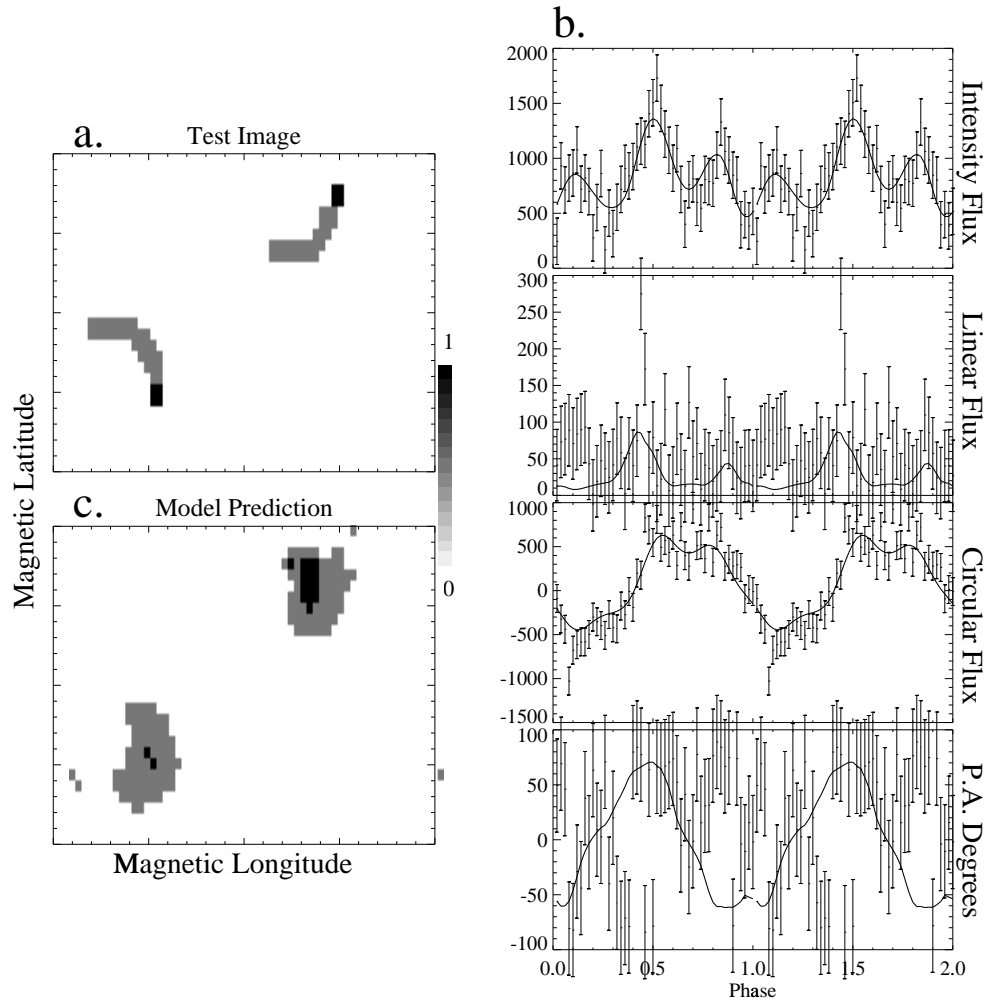 a.
Test Image
Magnetic Latitude
1
0
c.
Model Prediction
Magnetic Longitude
b.
2000
1500
1000
500
0
Intensity Flux
300
250
200
150
100
50
0
Linear Flux
1000
500
0
-500
-1000
-1500
Circular Flux
100
50
0
-50
-100
P.A. Degrees
0.0
0.5
1.0
1.5
2.0
Phase